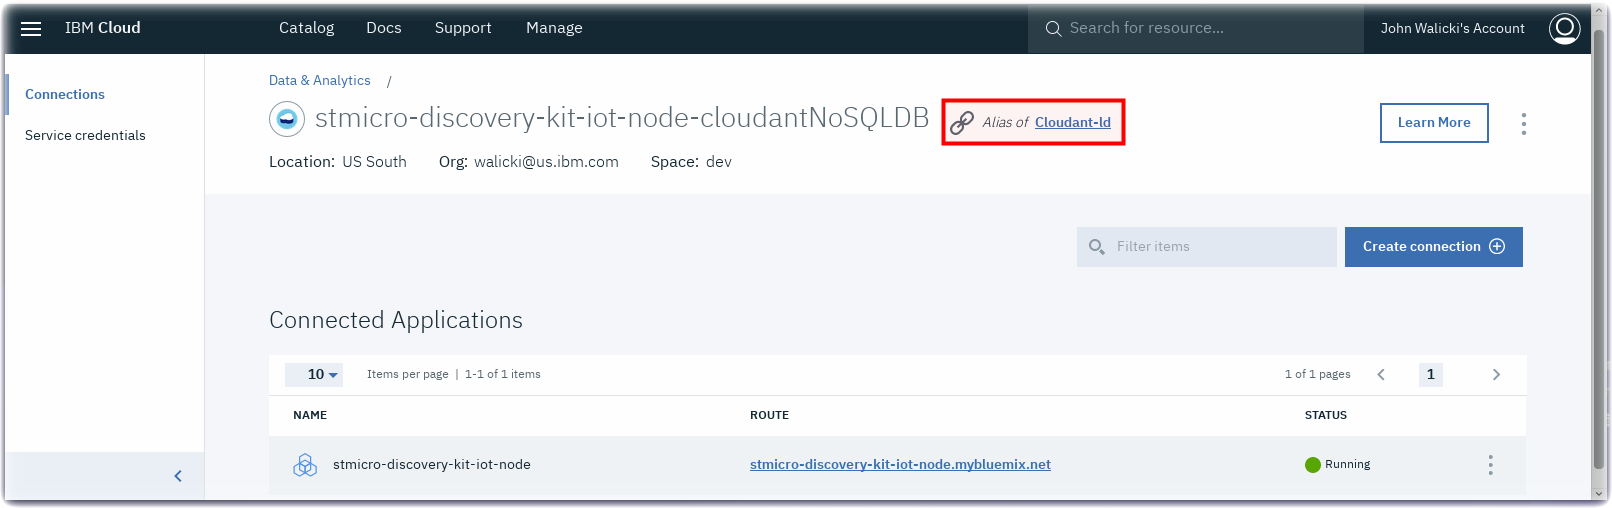 IBM Cloud Catalog Docs Support Manage Search for resource... John Walicki's Account
Connections
Service credentials
Data & Analytics /
stmicro-discovery-kit-iot-node-cloudantNoSQLDB Alias of Cloudant-ld Learn More
Location: US South Org: walicki@us.ibm.com Space: dev
Filter items Create connection
Connected Applications
10 Items per page | 1-1 of 1 items 1 of 1 pages 1
NAME ROUTE STATUS
stmicro-discovery-kit-iot-node stmicro-discovery-kit-iot-node.mybluemix.net Running